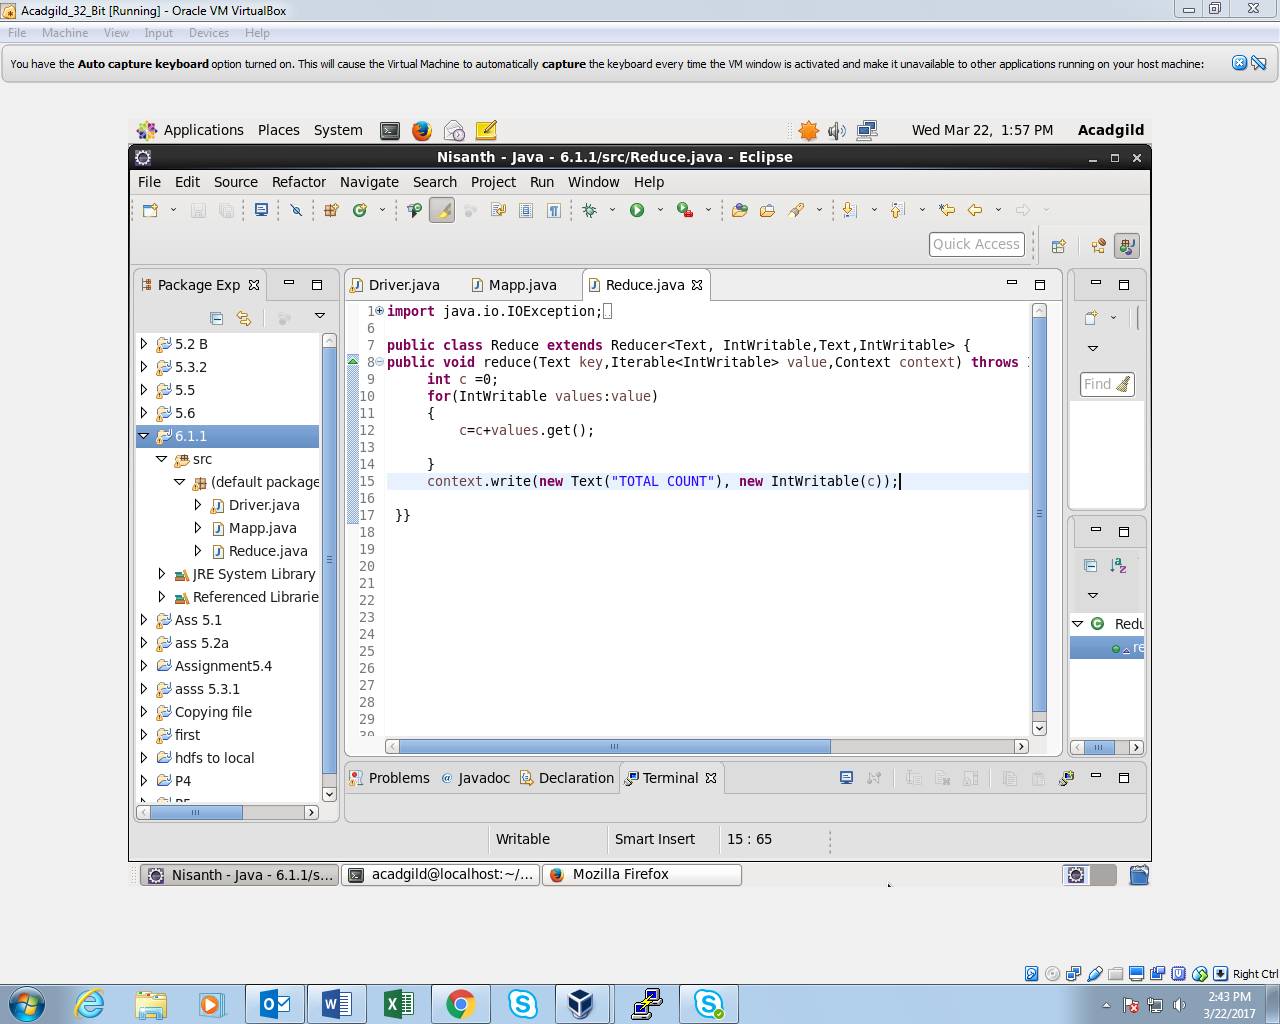 Acadgild_32_Bit [Running] - Oracle VM VirtualBox
File Machine View Input Devices Help
You have the Auto capture keyboard option turned on. This will cause the Virtual Machine to automatically capture the keyboard every time the VM window is activated and make it unavailable to other applications running on your host machine:
Applications Places System Wed Mar 22, 1:57 PM Acadgild
Nisanth - Java - 6.1.1/src/Reduce.java - Eclipse
File Edit Source Refactor Navigate Search Project Run Window Help
Quick Access
Package Exp
5.2 B
5.3.2
5.5
5.6
6.1.1
src
(default package
Driver.java
Mapp.java
Reduce.java
JRE System Library
Referenced Librarie
Ass 5.1
ass 5.2a
Assignment5.4
asss 5.3.1
Copying file
first
hdfs to local
P4
P5
Driver.java Mapp.java Reduce.java
1 import java.io.IOException;
6
7 public class Reduce extends Reducer<Text, IntWritable,Text,IntWritable> {
8 public void reduce(Text key,Iterable<IntWritable> value,Context context) throws
9 int c =0;
10 for(IntWritable values:value)
11 {
12 c=c+values.get();
13
14 }
15 context.write(new Text("TOTAL COUNT"), new IntWritable(c));
16
17 }}
18
19
20
21
22
23
24
25
26
27
28
29
30
Find
Redu
re
Problems @ Javadoc Declaration Terminal
Writable Smart Insert 15 : 65
Nisanth - Java - 6.1.1/s... acadgild@localhost:~/... Mozilla Firefox
Right Ctrl
2:43 PM
3/22/2017